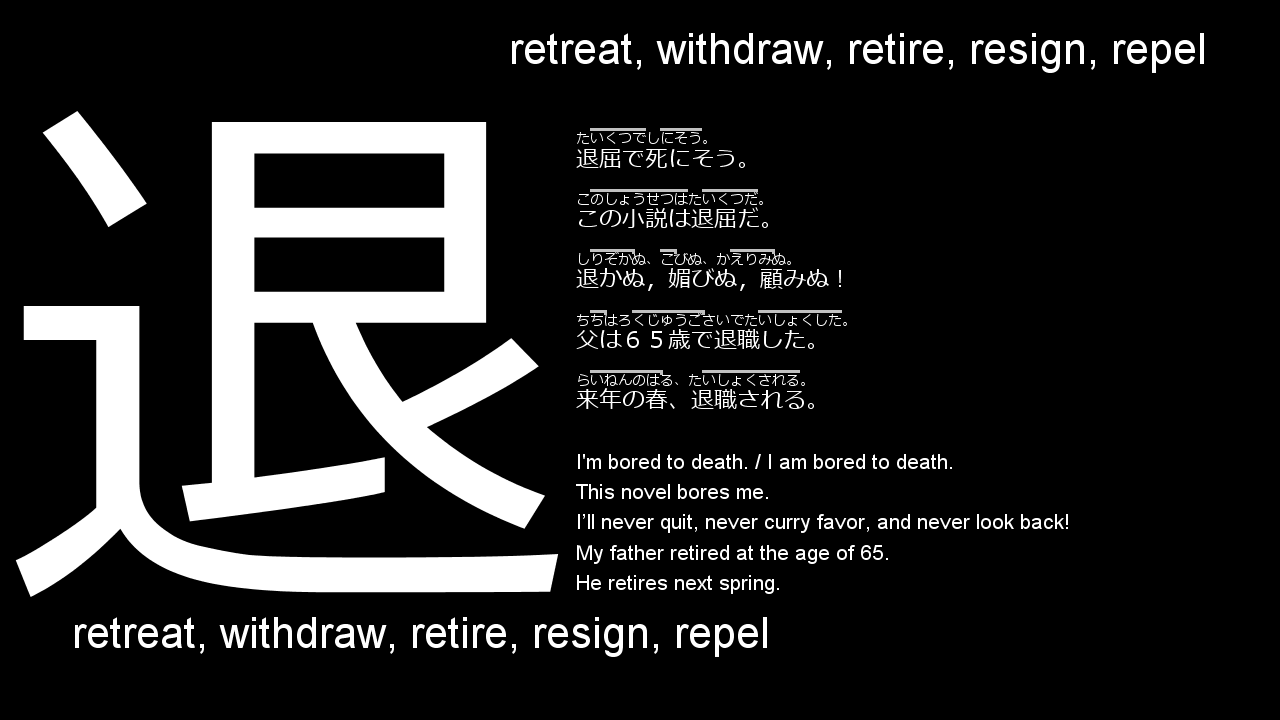 retreat, withdraw, retire, resign, repel
退
たいくつでしにそう。
退屈で死にそう。
このしょうせつはたいくつだ。
この小説は退屈だ。
しりぞかぬ、こびぬ、かえりみぬ。
退かぬ，媚びぬ，顧みぬ！
ちちはろくじゅうごさいでたいしょくした。
父は６５歳で退職した。
らいねんのはる、たいしょくされる。
来年の春、退職される。
I'm bored to death. / I am bored to death.
This novel bores me.
I’ll never quit, never curry favor, and never look back!
My father retired at the age of 65.
He retires next spring.
retreat, withdraw, retire, resign, repel